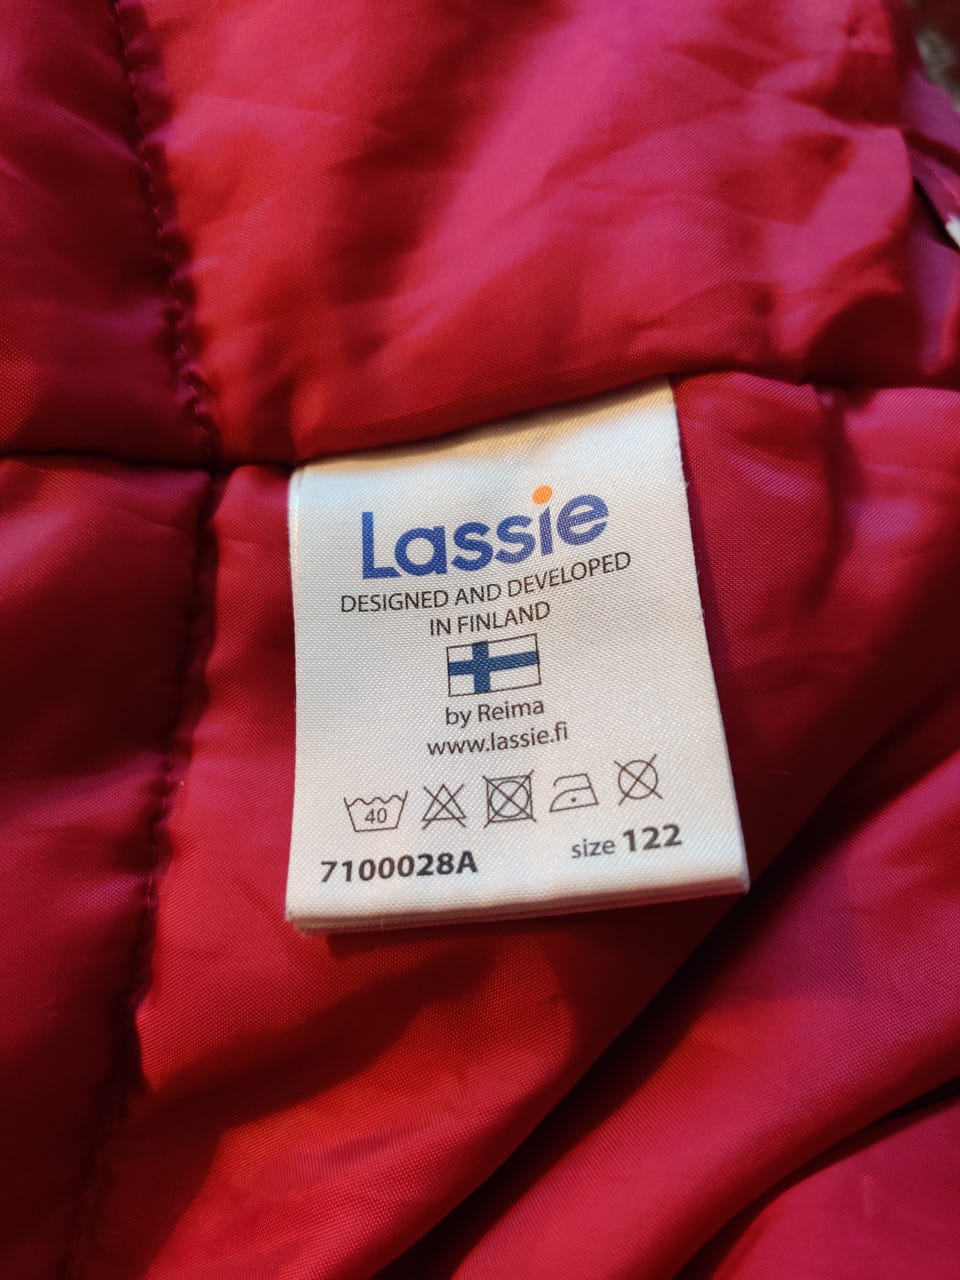 Lassie
DESIGNED AND DEVELOPED
IN FINLAND
by Reima
www.lassie.fi
40
7100028A size 122